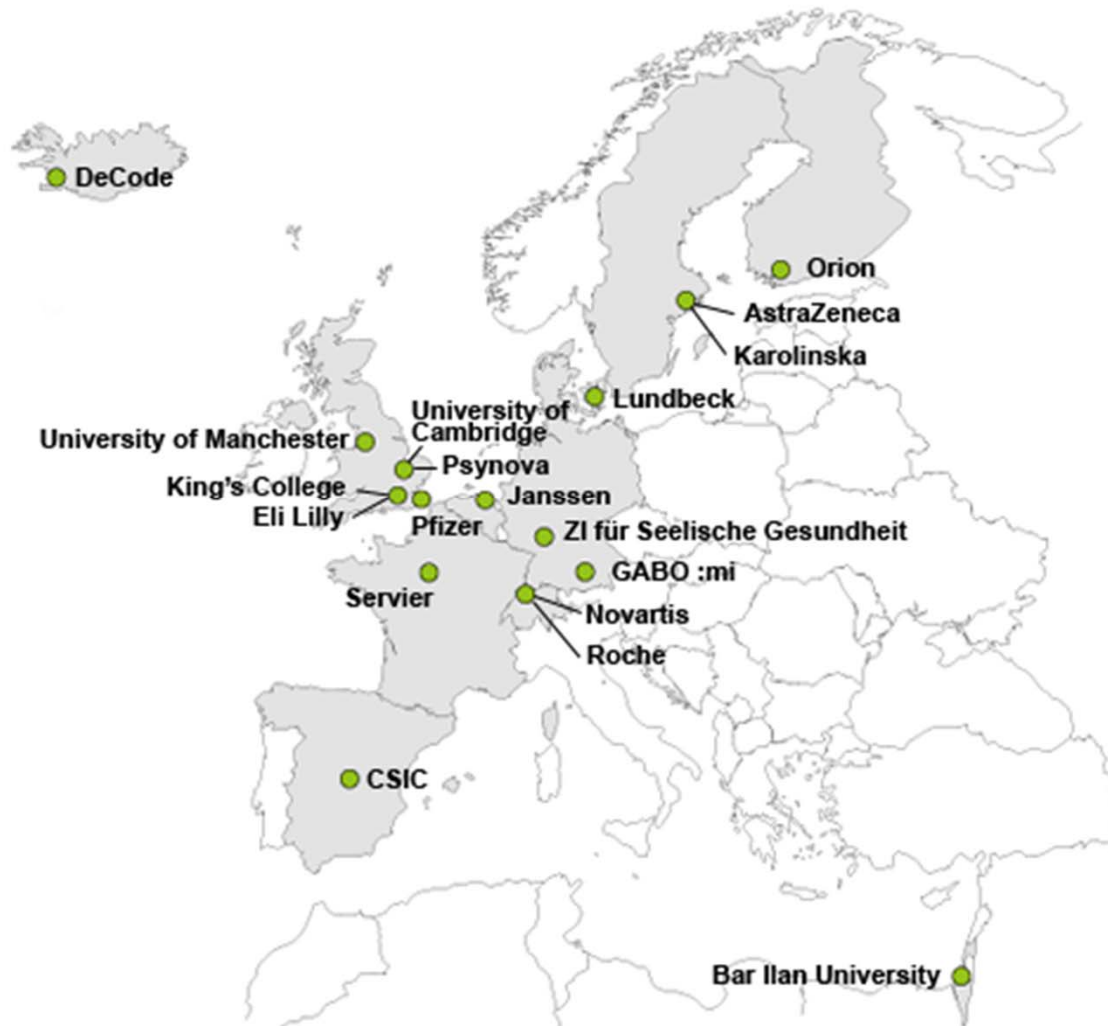 DeCode
Orion
AstraZeneca
Karolinska
Lundbeck
University of
Cambridge
University of Manchester
Psynova
King's College
Eli Lilly
Pfizer
Janssen
ZI für Seelische Gesundheit
GABO :mi
Servier
Novartis
Roche
CSIC
Bar Ilan University